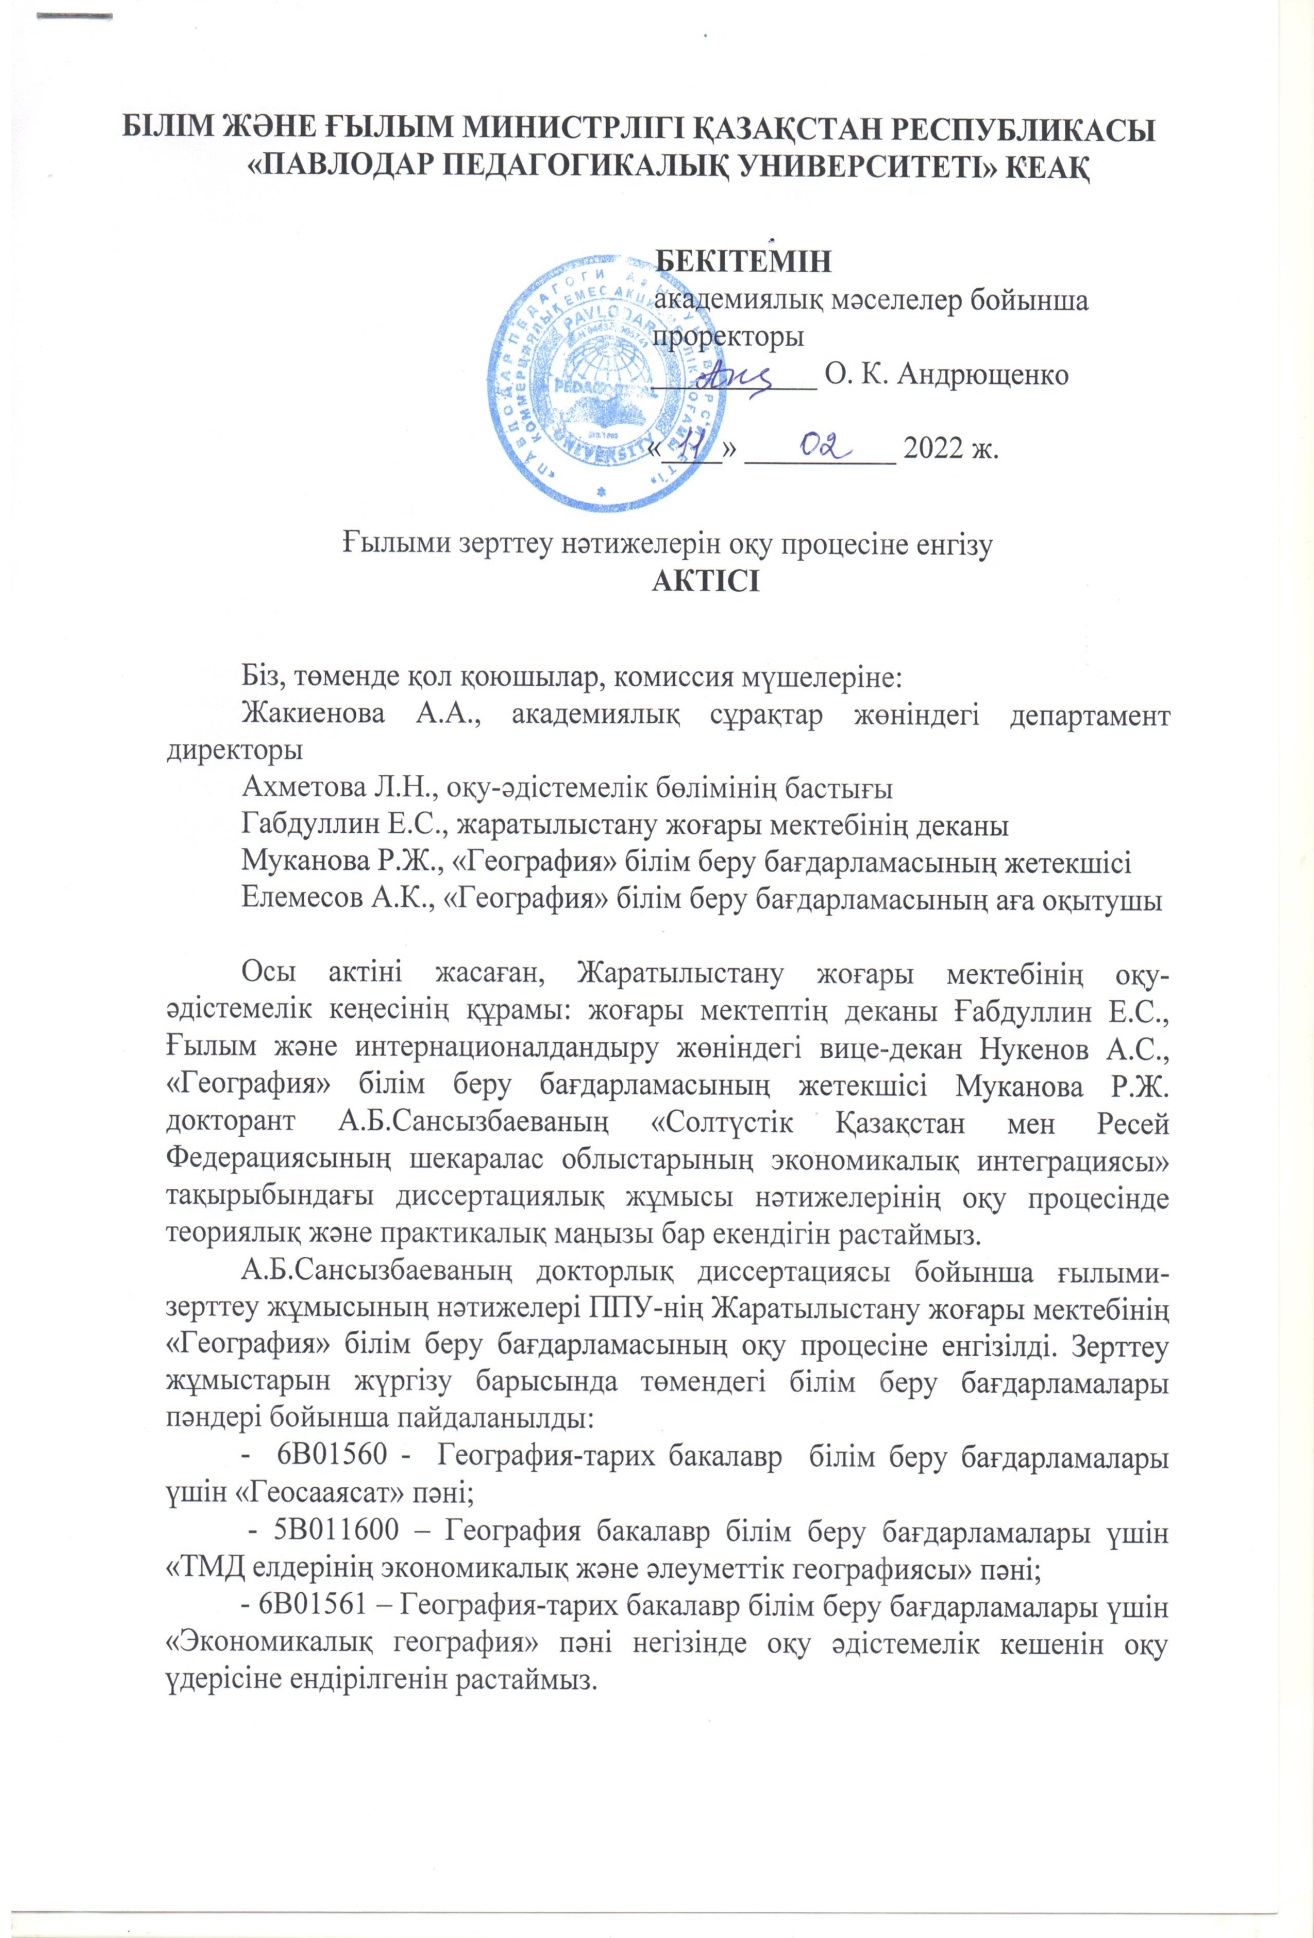 БІЛІМ ЖӘНЕ ҒЫЛЫМ МИНИСТРЛІГІ ҚАЗАҚСТАН РЕСПУБЛИКАСЫ
«ПАВЛОДАР ПЕДАГОГИКАЛЫҚ УНИВЕРСИТЕТІ» КЕАҚ
БЕКІТЕМІН
академиялық мәселелер бойынша
проректоры
____________ О. К. Андрющенко
«11» 02 2022 ж.
PAVLODAR
PEDAGOGICAL
UNIVERSITY
Ғылыми зерттеу нәтижелерін оқу процесіне енгізу
АКТІСІ
Біз, төменде қол қоюшылар, комиссия мүшелеріне:
Жакиенова А.А., академиялық сұрақтар жөніндегі департамент
директоры
Ахметова Л.Н., оқу-әдістемелік бөлімінің бастығы
Габдуллин Е.С., жаратылыстану жоғары мектебінің деканы
Муканова Р.Ж., «География» білім беру бағдарламасының жетекшісі
Елемесов А.К., «География» білім беру бағдарламасының аға оқытушы
Осы актіні жасаған, Жаратылыстану жоғары мектебінің оқу-
әдістемелік кеңесінің құрамы: жоғары мектептің деканы Ғабдуллин Е.С.,
Ғылым және интернационалдандыру жөніндегі вице-декан Нукенов А.С.,
«География» білім беру бағдарламасының жетекшісі Муканова Р.Ж.
докторант А.Б.Сансызбаеваның «Солтүстік Қазақстан мен Ресей
Федерациясының шекаралас облыстарының экономикалық интеграциясы»
тақырыбындағы диссертациялық жұмысы нәтижелерінің оқу процесінде
теориялық және практикалық маңызы бар екендігін растаймыз.
А.Б.Сансызбаеваның докторлық диссертациясы бойынша ғылыми-
зерттеу жұмысының нәтижелері ППУ-нің Жаратылыстану жоғары мектебінің
«География» білім беру бағдарламасының оқу процесіне енгізілді. Зерттеу
жұмыстарын жүргізу барысында төмендегі білім беру бағдарламалары
пәндері бойынша пайдаланылды:
- 6В01560 - География-тарих бакалавр білім беру бағдарламалары
үшін «Геосааясат» пәні;
- 5В011600 – География бакалавр білім беру бағдарламалары үшін
«ТМД елдерінің экономикалық және әлеуметтік географиясы» пәні;
- 6В01561 – География-тарих бакалавр білім беру бағдарламалары үшін
«Экономикалық география» пәні негізінде оқу әдістемелік кешенін оқу
үдерісіне ендірілгенін растаймыз.